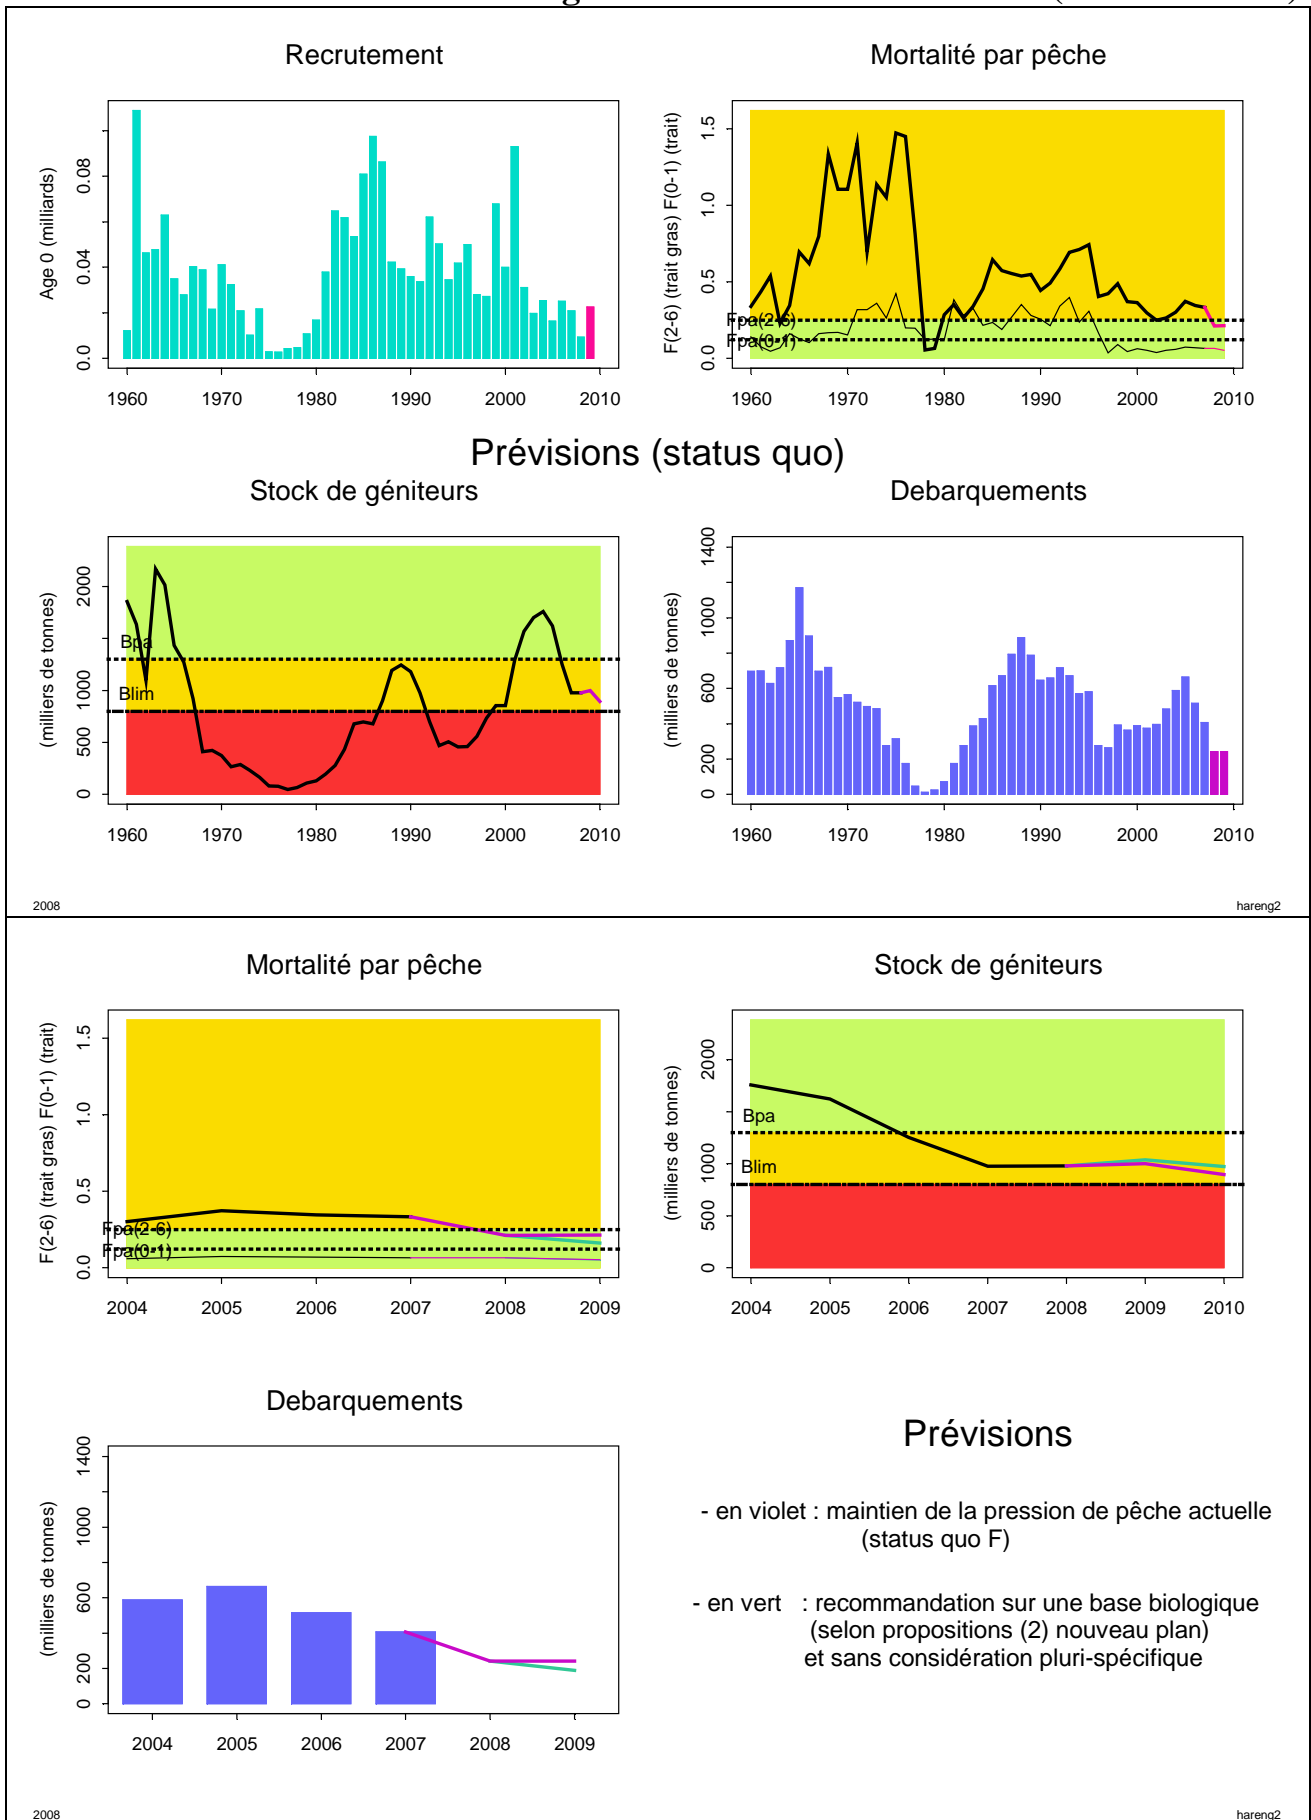 Recrutement
Age 0 (milliards)
0.0 0.04 0.08
1960 1970 1980 1990 2000 2010
Mortalité par pêche
F(2-6) (trait gras) F(0-1) (trait)
0.0 0.5 1.0 1.5
Fpa(2-6)
Fpa(0-1)
1960 1970 1980 1990 2000 2010
Prévisions (status quo)
Stock de géniteurs
(milliers de tonnes)
0 500 1000 2000
Bpa
Blim
1960 1970 1980 1990 2000 2010
Debarquements
(milliers de tonnes)
0 200 600 1000 1400
1960 1970 1980 1990 2000 2010
2008
hareng2
Mortalité par pêche
F(2-6) (trait gras) F(0-1) (trait)
0.0 0.5 1.0 1.5
Fpa(2-6)
Fpa(0-1)
2004 2005 2006 2007 2008 2009
Stock de géniteurs
(milliers de tonnes)
0 500 1000 2000
Bpa
Blim
2004 2005 2006 2007 2008 2009 2010
Debarquements
(milliers de tonnes)
0 200 600 1000 1400
2004 2005 2006 2007 2008 2009
Prévisions
- en violet : maintien de la pression de pêche actuelle
(status quo F)
- en vert : recommandation sur une base biologique
(selon propositions (2) nouveau plan)
et sans considération pluri-spécifique
2008
hareng2